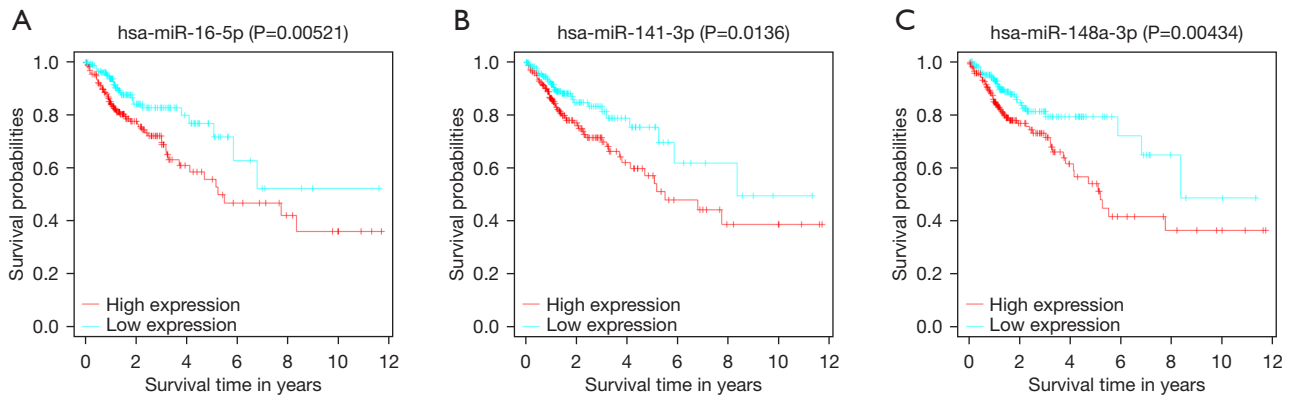 A
hsa-miR-16-5p (P=0.00521)
Survival probabilities
1.0
0.8
0.6
0.4
0.2
0.0
High expression
Low expression
0 2 4 6 8 10 12
Survival time in years
B
hsa-miR-141-3p (P=0.0136)
Survival probabilities
1.0
0.8
0.6
0.4
0.2
0.0
High expression
Low expression
0 2 4 6 8 10 12
Survival time in years
C
hsa-miR-148a-3p (P=0.00434)
Survival probabilities
1.0
0.8
0.6
0.4
0.2
0.0
High expression
Low expression
0 2 4 6 8 10 12
Survival time in years